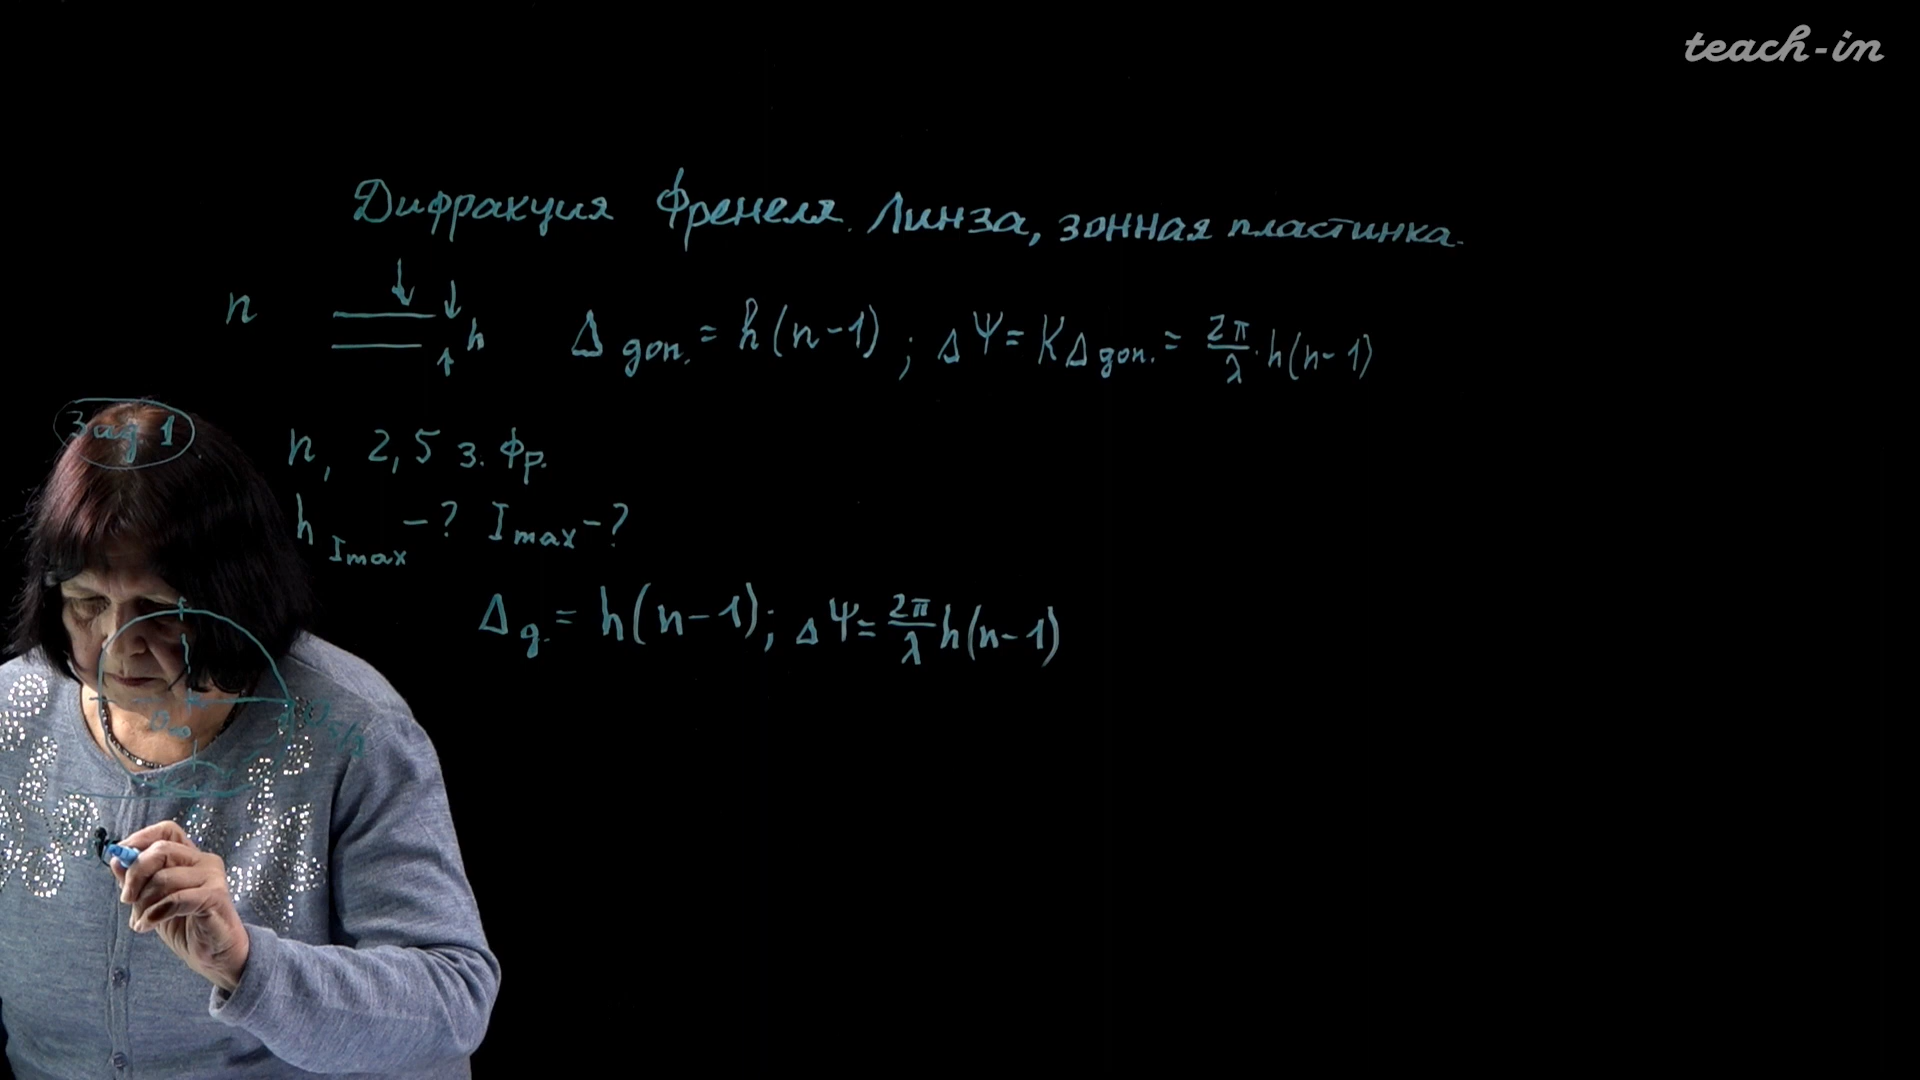 teach-in
Дифракция Френеля. Линза, зонная пластинка.
n h Δ доп. = h(n-1) ; ΔΨ = KΔ доп. = 2π/λ · h(n-1)
Зад 1
n, 2,5 з. Фр.
h Imax - ? Imax - ?
Δ д. = h(n-1); ΔΨ = 2π/λ h(n-1)